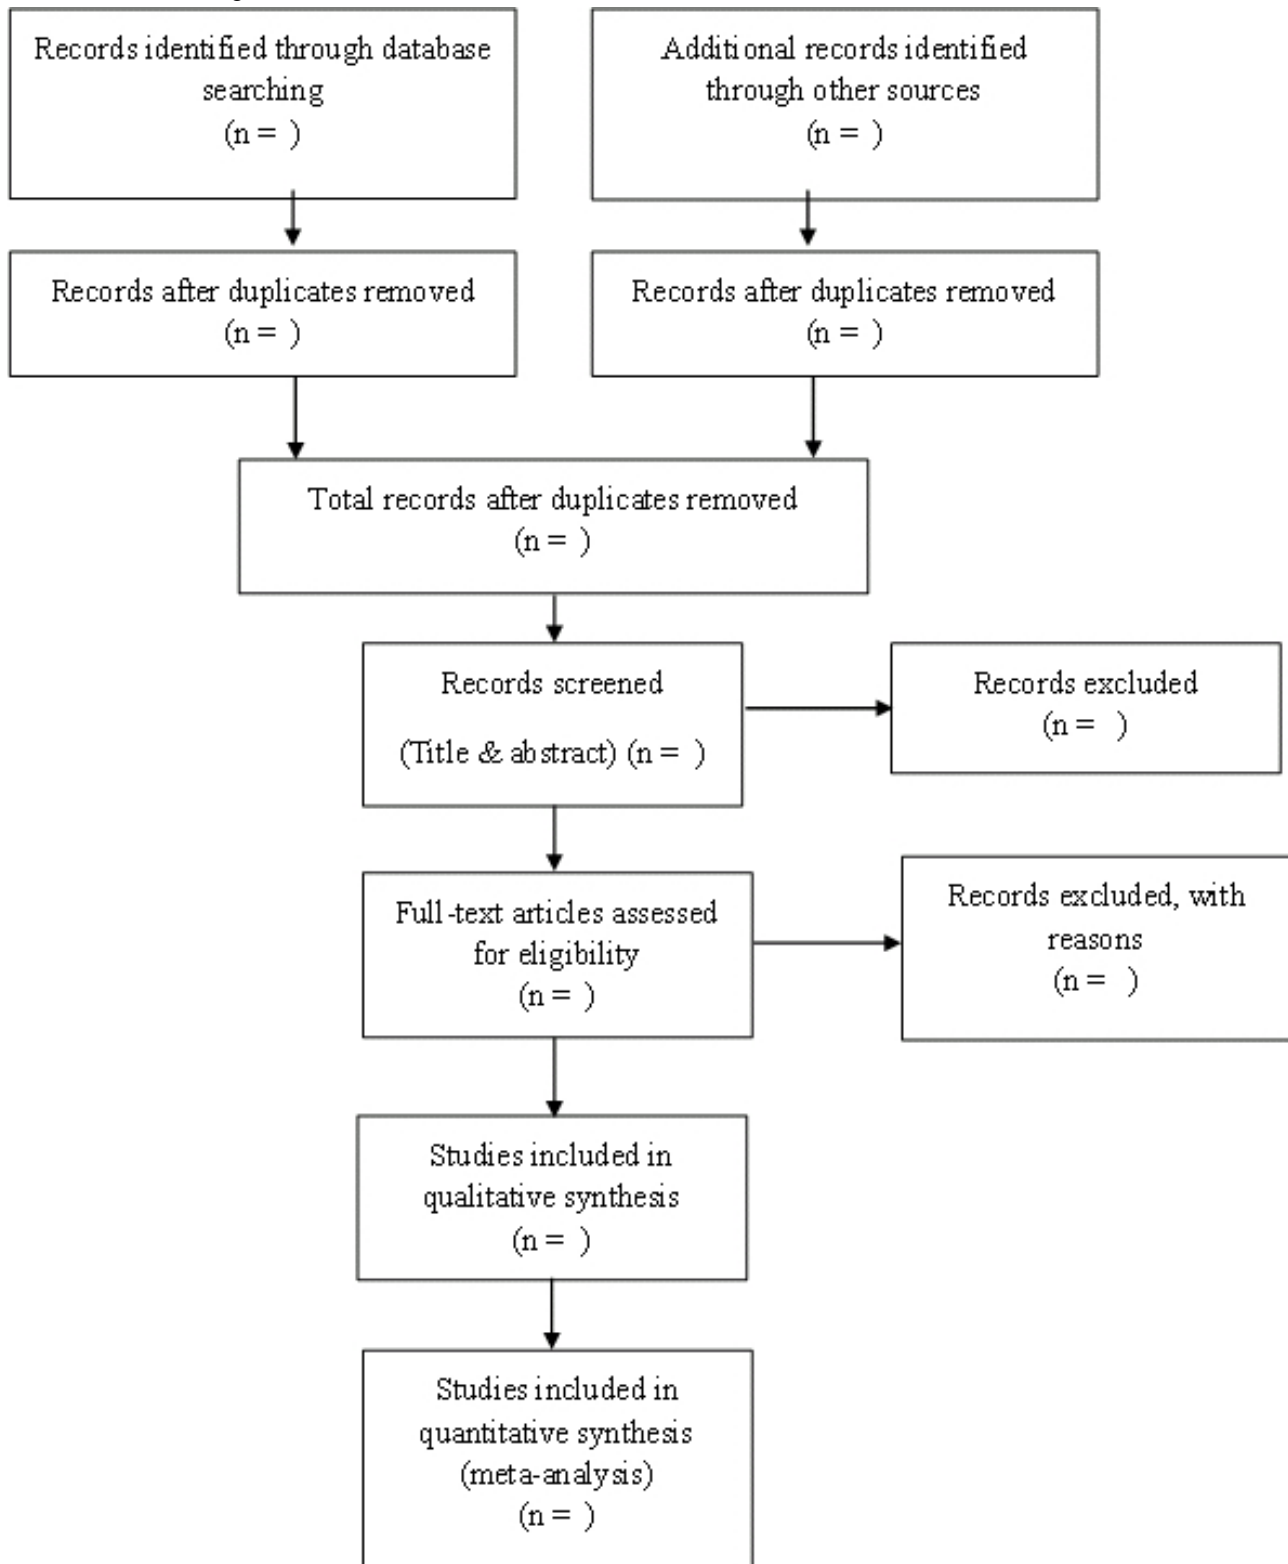 Records identified through database
searching
(n = )
Additional records identified
through other sources
(n = )
Records after duplicates removed
(n = )
Records after duplicates removed
(n = )
Total records after duplicates removed
(n = )
Records screened
(Title & abstract) (n = )
Records excluded
(n = )
Full-text articles assessed
for eligibility
(n = )
Records excluded, with
reasons
(n = )
Studies included in
qualitative synthesis
(n = )
Studies included in
quantitative synthesis
(meta-analysis)
(n = )